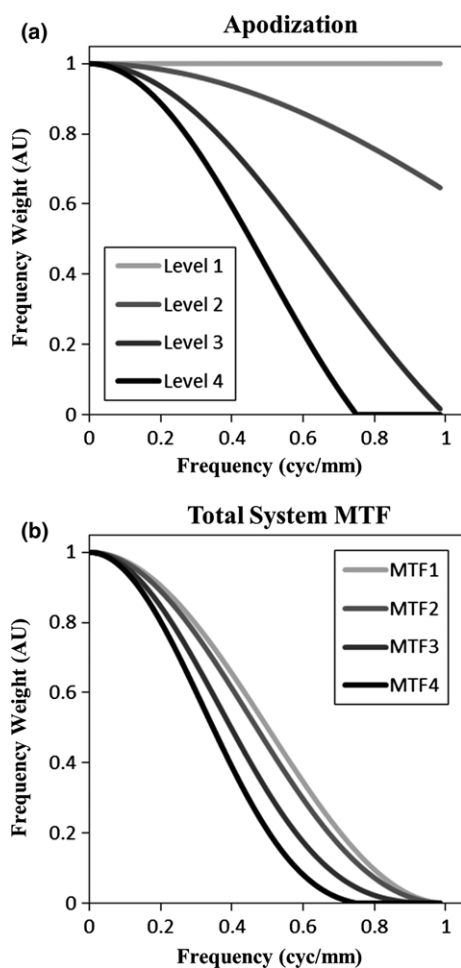 (a)
Apodization
Frequency Weight (AU)
1
0.8
0.6
0.4
0.2
0
Level 1
Level 2
Level 3
Level 4
0 0.2 0.4 0.6 0.8 1
Frequency (cyc/mm)
(b)
Total System MTF
Frequency Weight (AU)
1
0.8
0.6
0.4
0.2
0
MTF1
MTF2
MTF3
MTF4
0 0.2 0.4 0.6 0.8 1
Frequency (cyc/mm)